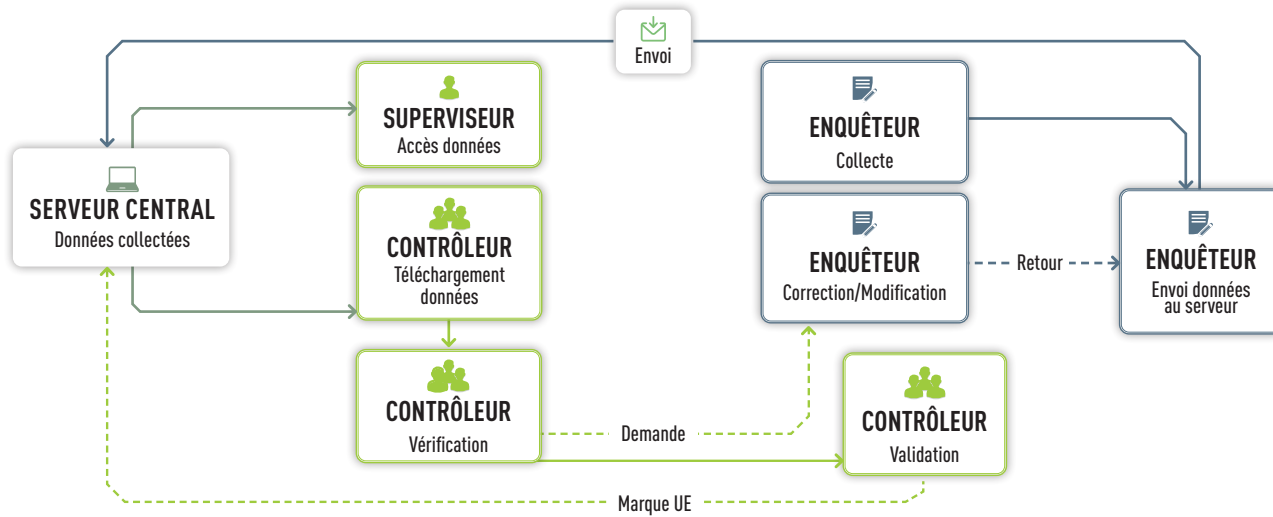 Envoi
SUPERVISEUR
Accès données
ENQUÊTEUR
Collecte
SERVEUR CENTRAL
Données collectées
CONTRÔLEUR
Téléchargement
données
ENQUÊTEUR
Correction/Modification
Retour
ENQUÊTEUR
Envoi données
au serveur
CONTRÔLEUR
Vérification
Demande
CONTRÔLEUR
Validation
Marque UE